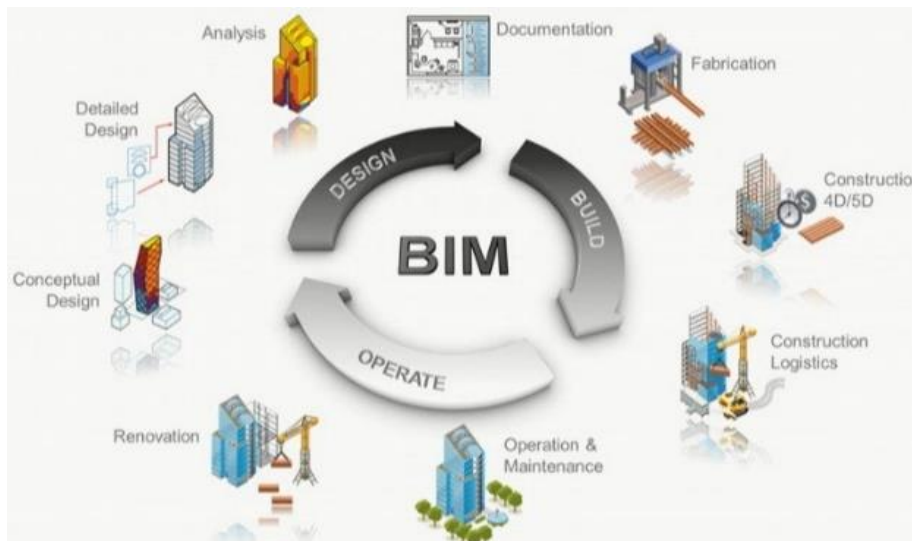 Analysis
Documentation
Fabrication
Detailed
Design
DESIGN
BUILD
Constructio
4D/5D
$
BIM
Conceptual
Design
Construction
Logistics
OPERATE
Renovation
Operation &
Maintenance